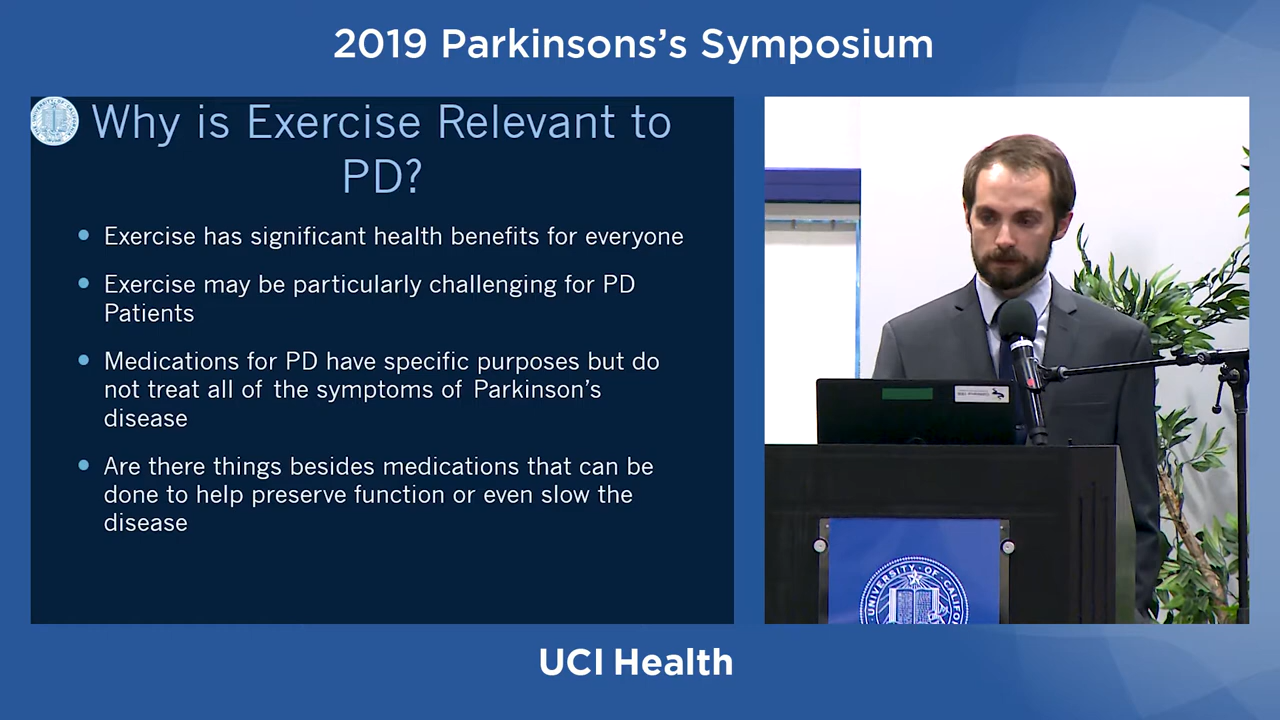 2019 Parkinsons's Symposium
Why is Exercise Relevant to
PD?
Exercise has significant health benefits for everyone
Exercise may be particularly challenging for PD
Patients
Medications for PD have specific purposes but do
not treat all of the symptoms of Parkinson's
disease
Are there things besides medications that can be
done to help preserve function or even slow the
disease
UNIVERSITY OF
UCI Health